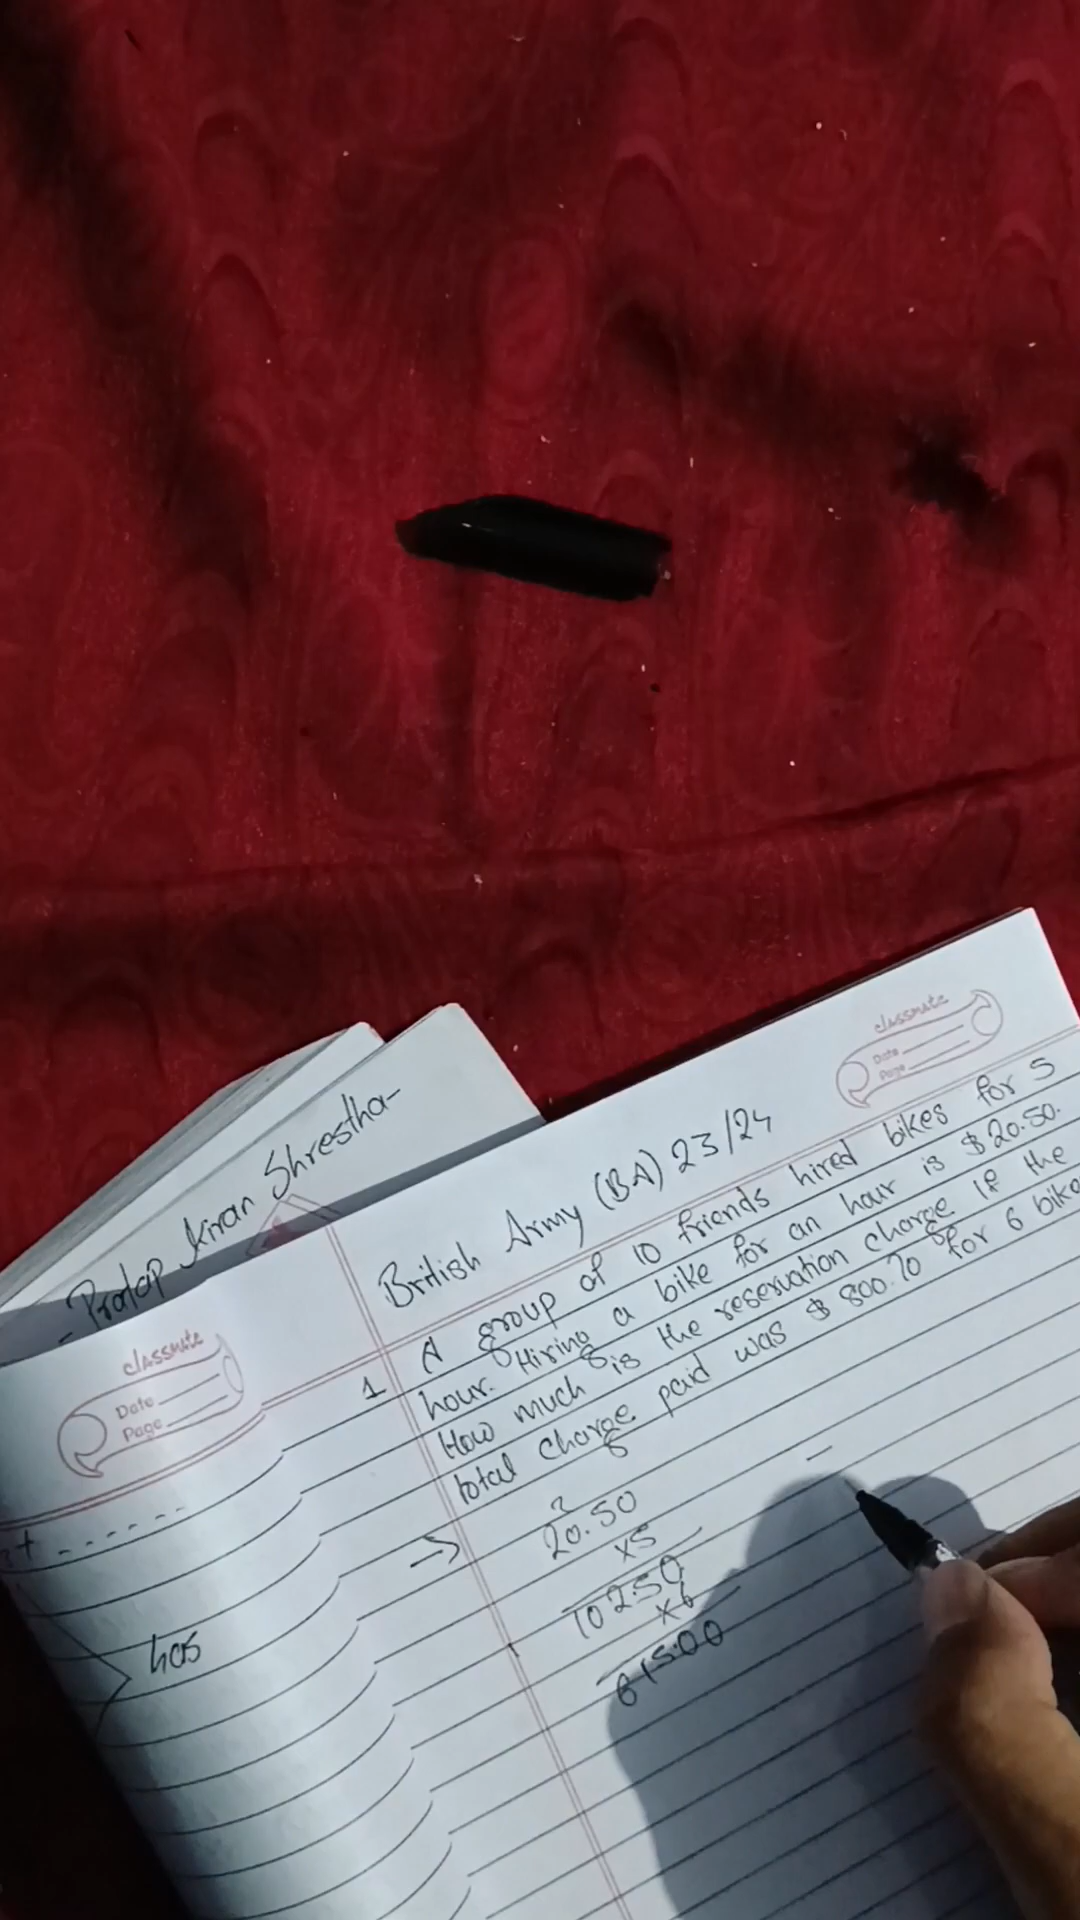 - Pratap Kiran Shrestha-
classmate
Date
Page
British Army (BA) 23/24
1 A group of 10 friends hired bikes for 5
hour. Hiring a bike for an hour is $20.50.
How much is the reservation charge if the
total charge paid was $ 800.70 for 6 bike
→ 2
20.50
x5
102.50
x6
615.00
classmate
Date
Page
has